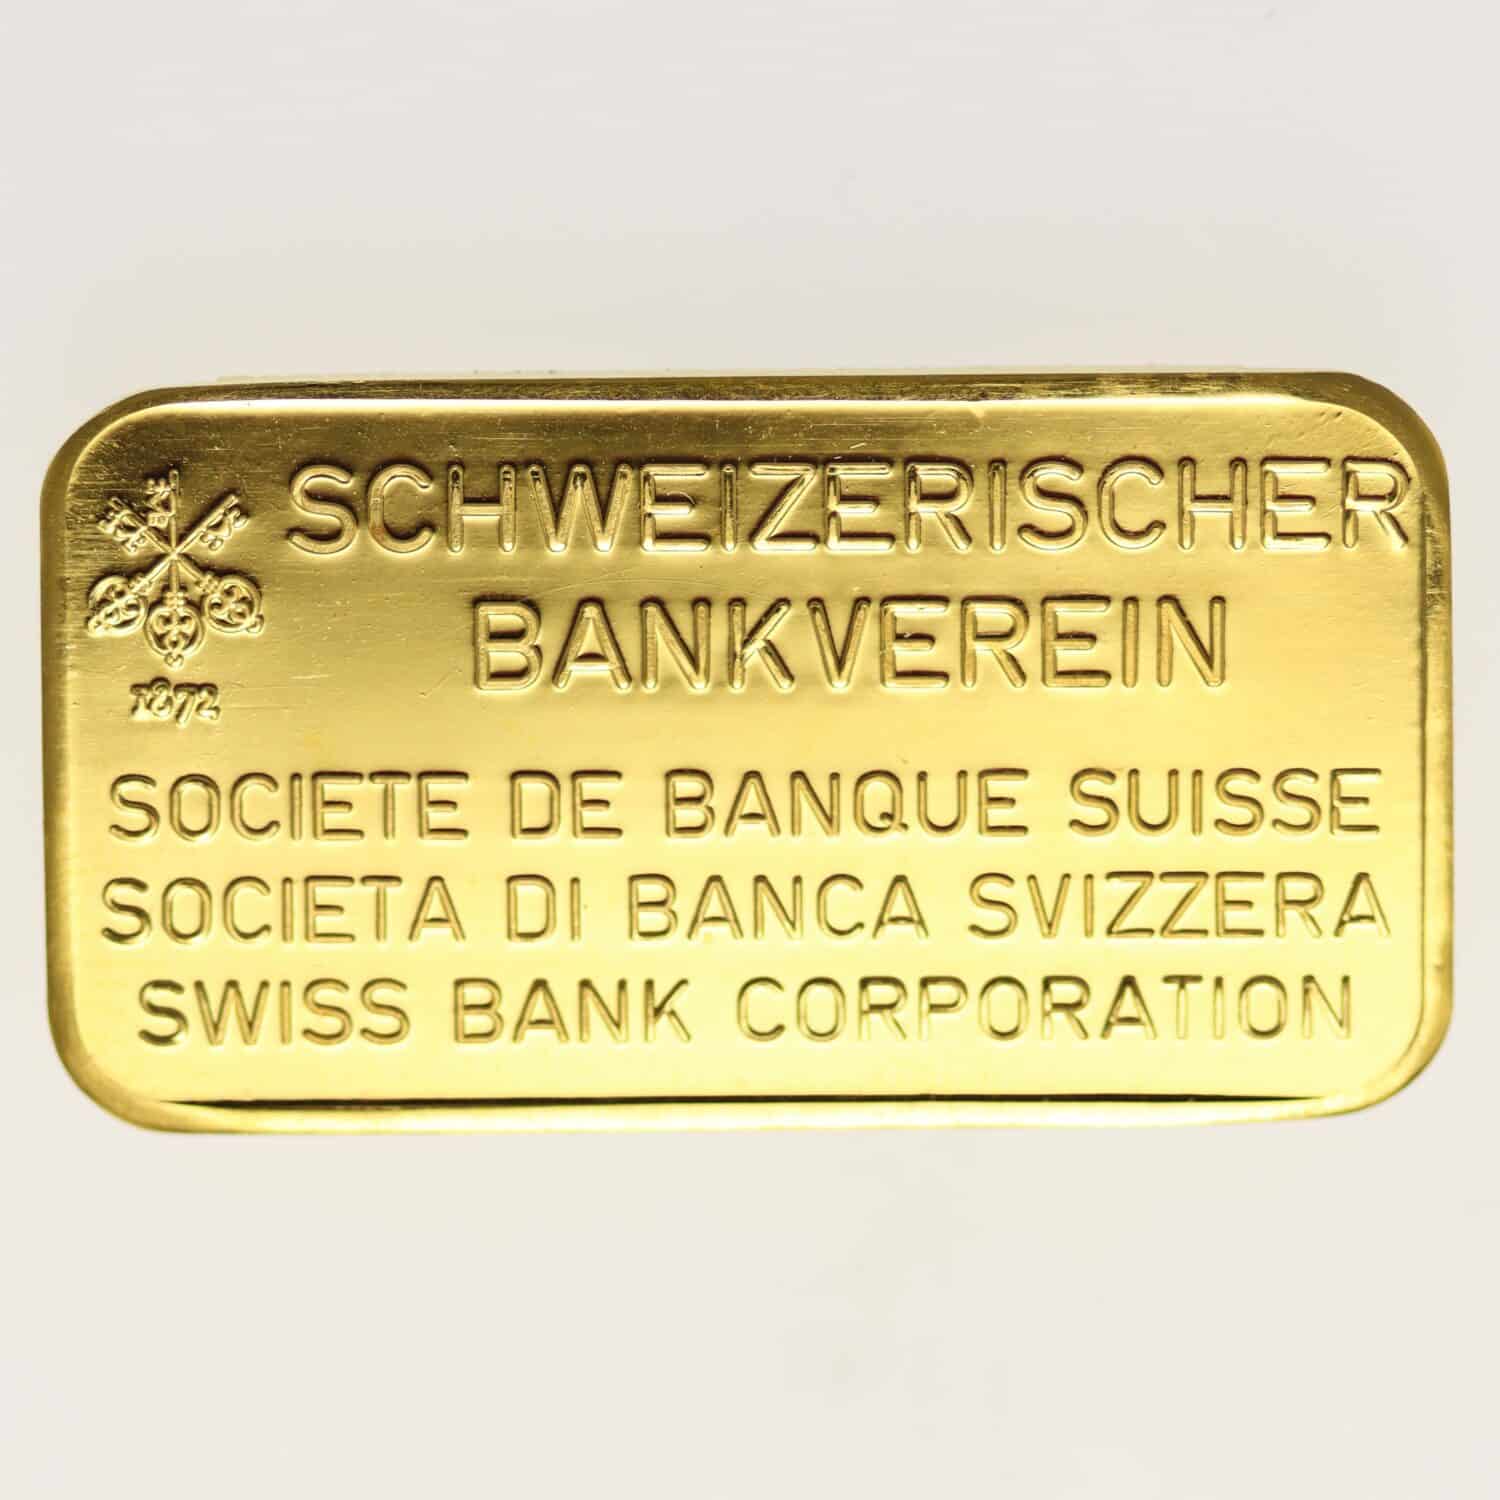 SCHWEIZERISCHER
BANKVEREIN
1872
SOCIETE DE BANQUE SUISSE
SOCIETA DI BANCA SVIZZERA
SWISS BANK CORPORATION